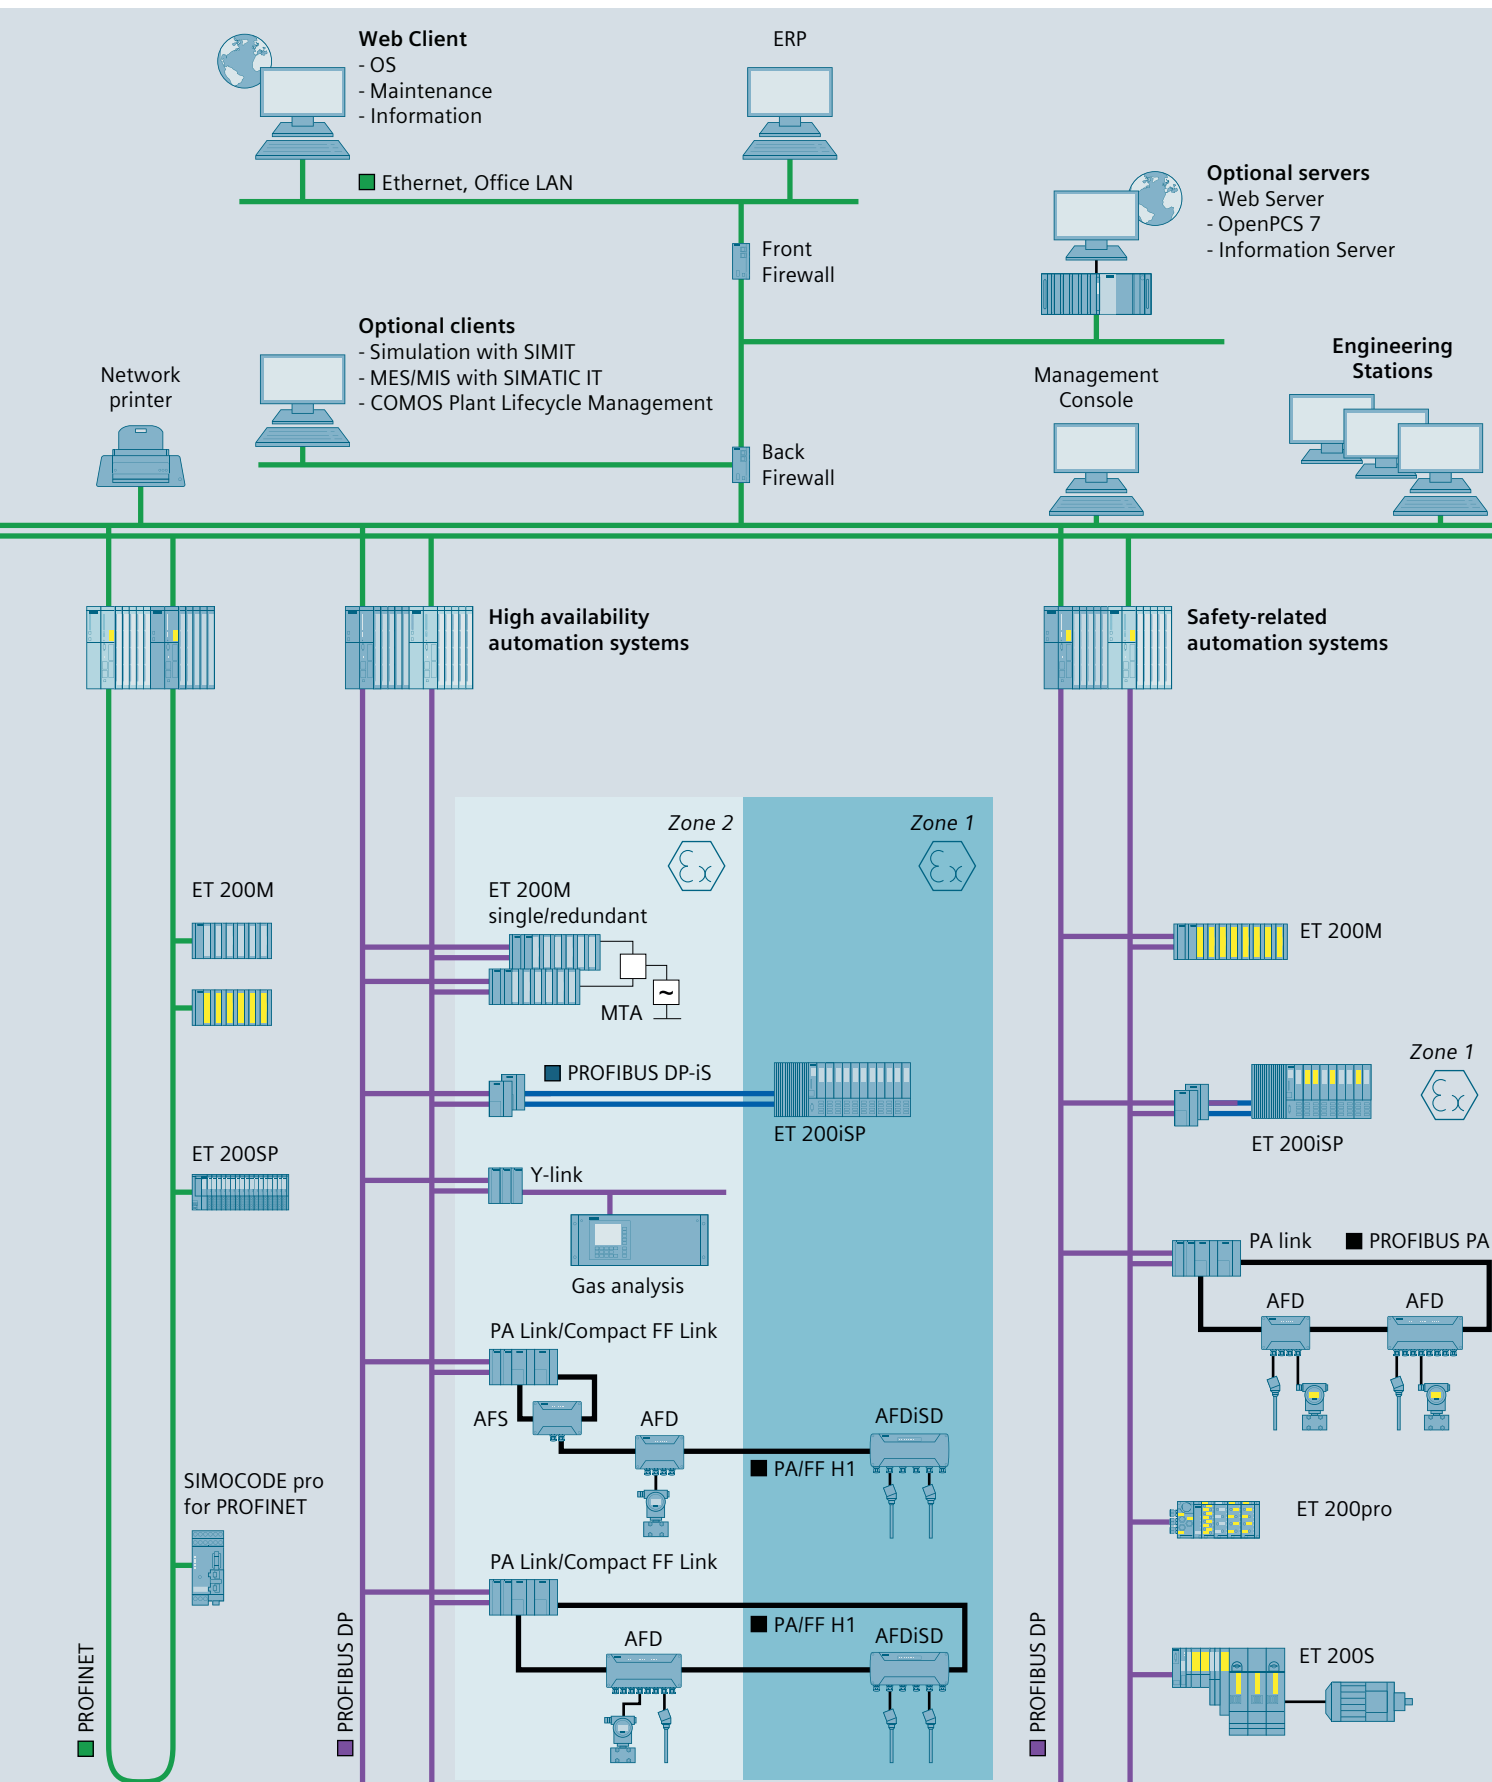 Web Client
- OS
- Maintenance
- Information
ERP
Ethernet, Office LAN
Optional servers
- Web Server
- OpenPCS 7
- Information Server
Front
Firewall
Optional clients
- Simulation with SIMIT
- MES/MIS with SIMATIC IT
- COMOS Plant Lifecycle Management
Network
printer
Management
Console
Engineering
Stations
Back
Firewall
High availability
automation systems
Safety-related
automation systems
Zone 2
Zone 1
Ex
Ex
ET 200M
ET 200M
single/redundant
MTA
~
ET 200M
PROFIBUS DP-iS
ET 200iSP
Zone 1
Ex
ET 200iSP
ET 200SP
Y-link
Gas analysis
PA link
PROFIBUS PA
AFD
AFD
PA Link/Compact FF Link
AFS
AFD
AFDiSD
PA/FF H1
SIMOCODE pro
for PROFINET
ET 200pro
PA Link/Compact FF Link
PA/FF H1
AFD
AFDiSD
ET 200S
PROFINET
PROFIBUS DP
PROFIBUS DP